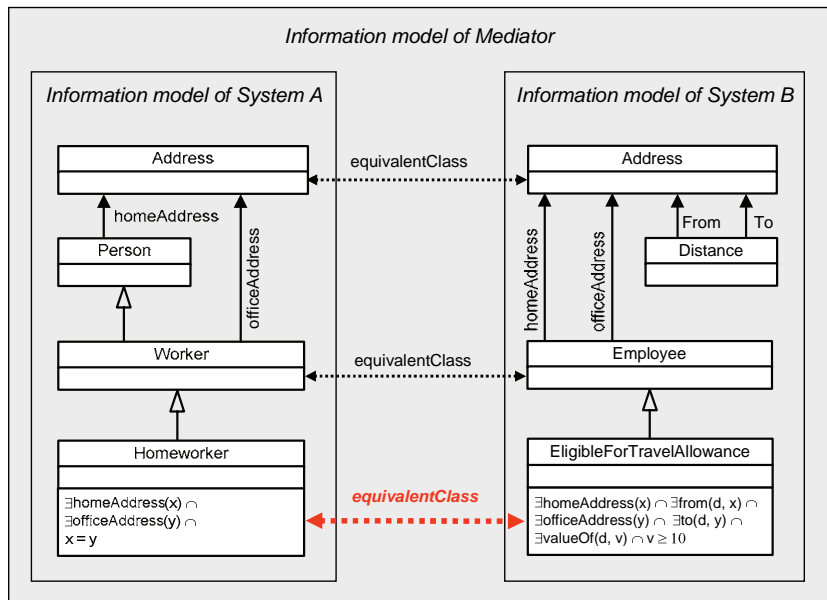 Information model of Mediator
Information model of System A
Address
homeAddress
officeAddress
Person
Worker
Homeworker
∃homeAddress(x) ∩
∃officeAddress(y) ∩
x = y
equivalentClass
equivalentClass
equivalentClass
Information model of System B
Address
homeAddress
officeAddress
From
To
Distance
Employee
EligibleForTravelAllowance
∃homeAddress(x) ∩ ∃from(d, x) ∩
∃officeAddress(y) ∩ ∃to(d, y) ∩
∃valueOf(d, v) ∩ v ≥ 10